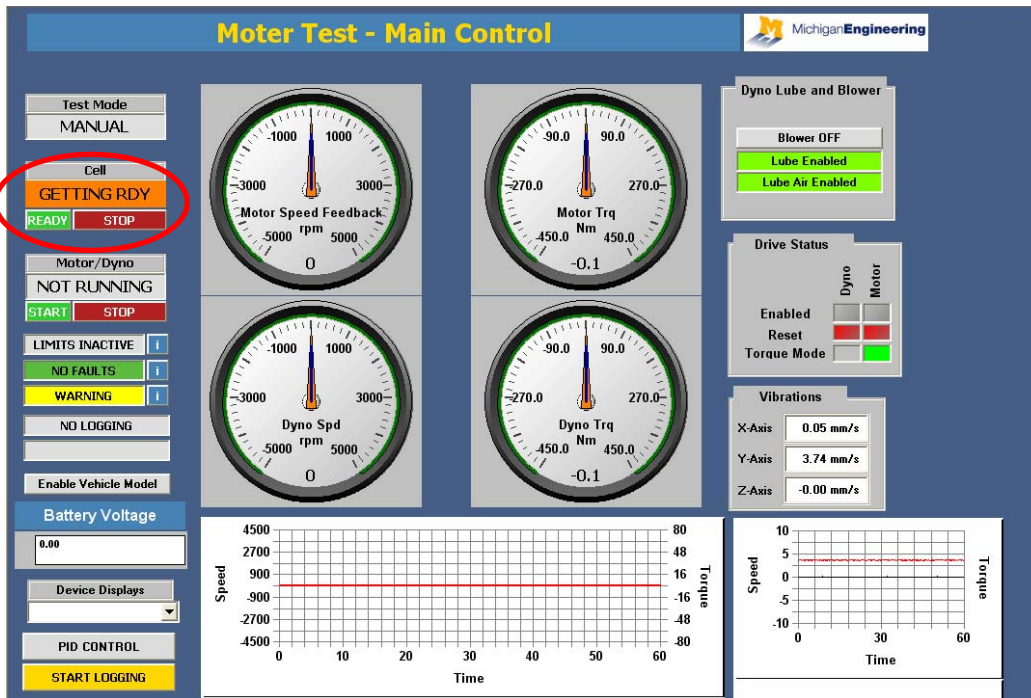 Moter Test - Main Control
MichiganEngineering
Test Mode
MANUAL
Cell
GETTING RDY
READY STOP
Motor/Dyno
NOT RUNNING
START STOP
LIMITS INACTIVE i
NO FAULTS i
WARNING i
NO LOGGING
Enable Vehicle Model
Battery Voltage
0.00
Device Displays
PID CONTROL
START LOGGING
-1000 1000
-3000 3000
Motor Speed Feedback
rpm
-5000 5000
0
-90.0 90.0
-270.0 270.0
Motor Trq
Nm
-450.0 450.0
-0.1
-1000 1000
-3000 3000
Dyno Spd
rpm
-5000 5000
0
-90.0 90.0
-270.0 270.0
Dyno Trq
Nm
-450.0 450.0
-0.1
Dyno Lube and Blower
Blower OFF
Lube Enabled
Lube Air Enabled
Drive Status
Dyno Motor
Enabled
Reset
Torque Mode
Vibrations
X-Axis 0.05 mm/s
Y-Axis 3.74 mm/s
Z-Axis -0.00 mm/s
4500 80
2700 48
900 16
-900 -16
-2700 -48
-4500 -80
Speed
Torque
0 10 20 30 40 50 60
Time
10
5
0
-5
-10
Speed
Torque
0 30 60
Time